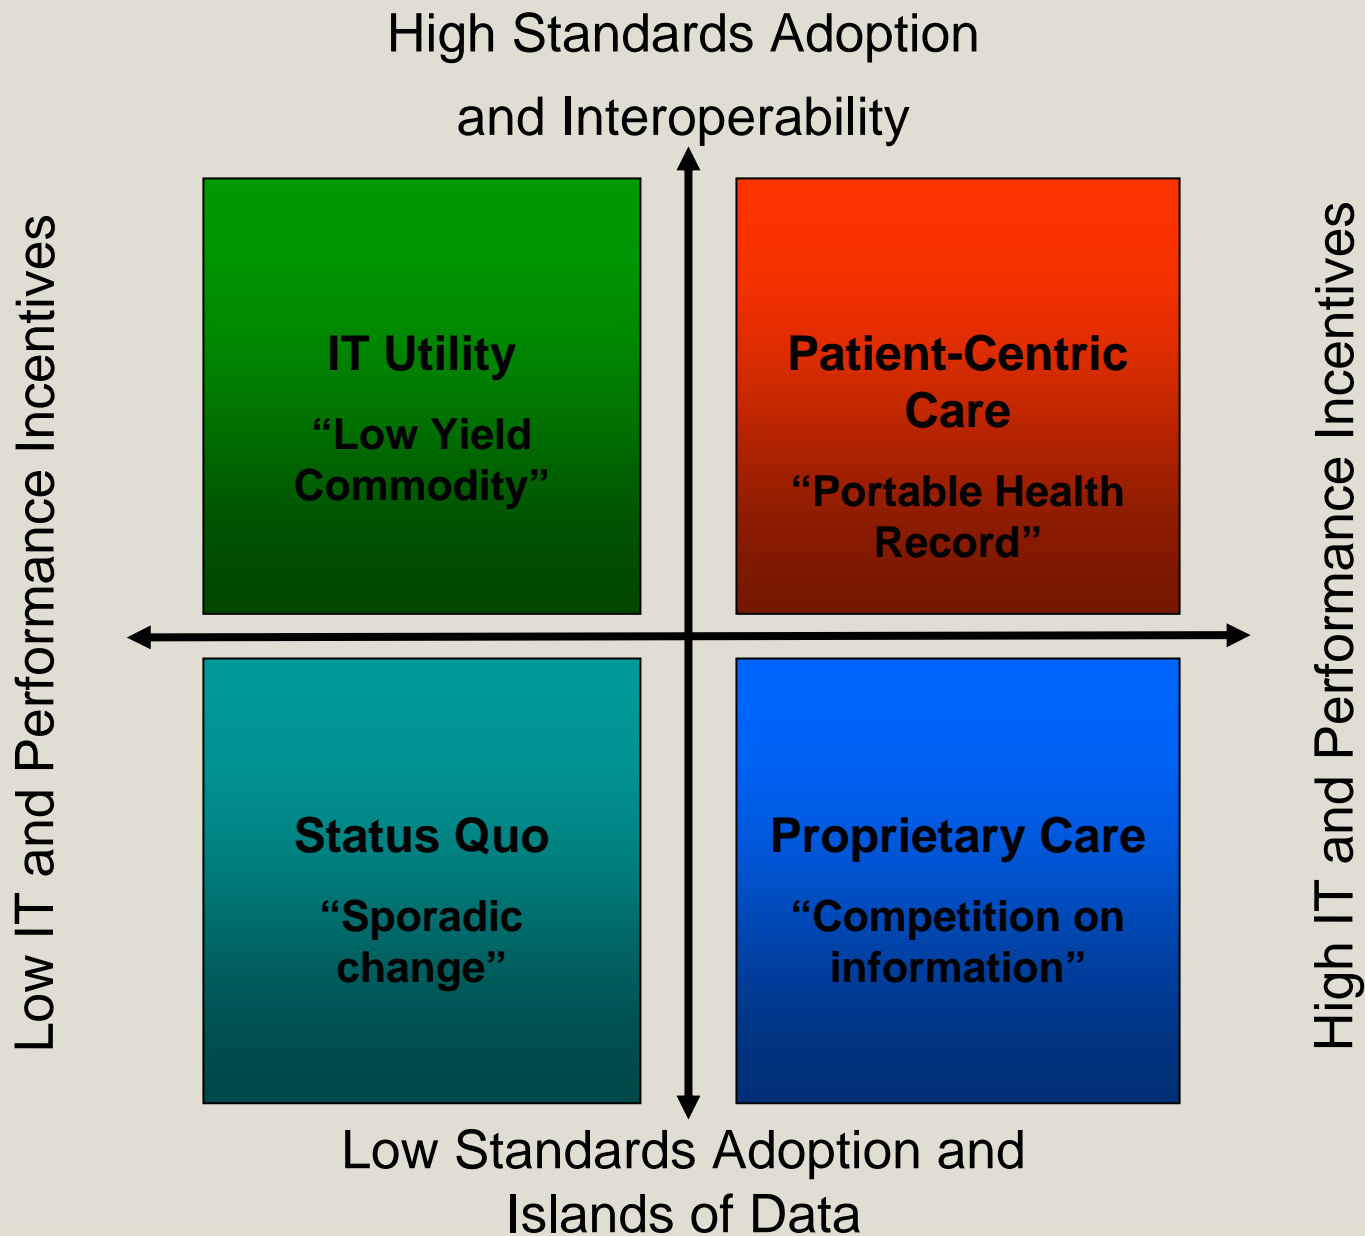 High Standards Adoption
and Interoperability
Low IT and Performance Incentives
High IT and Performance Incentives
IT Utility
“Low Yield
Commodity”
Patient-Centric
Care
“Portable Health
Record”
Status Quo
“Sporadic
change”
Proprietary Care
“Competition on
information”
Low Standards Adoption and
Islands of Data